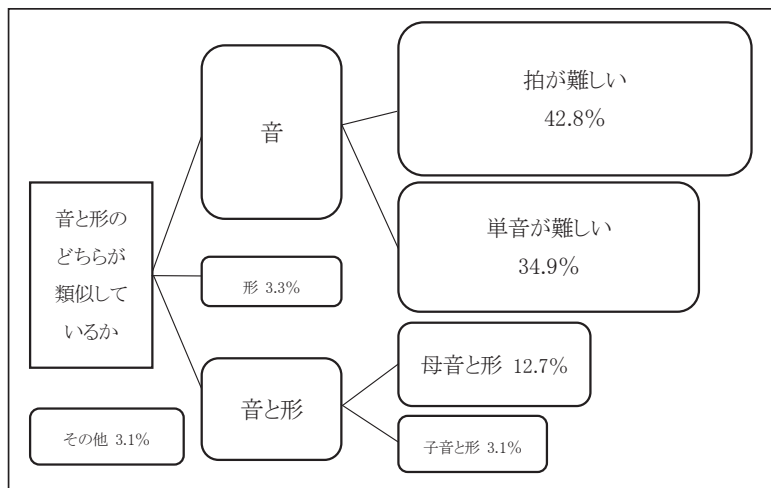 音と形の
どちらが
類似して
いるか
音
拍が難しい
42.8%
単音が難しい
34.9%
形 3.3%
音と形
母音と形 12.7%
子音と形 3.1%
その他 3.1%